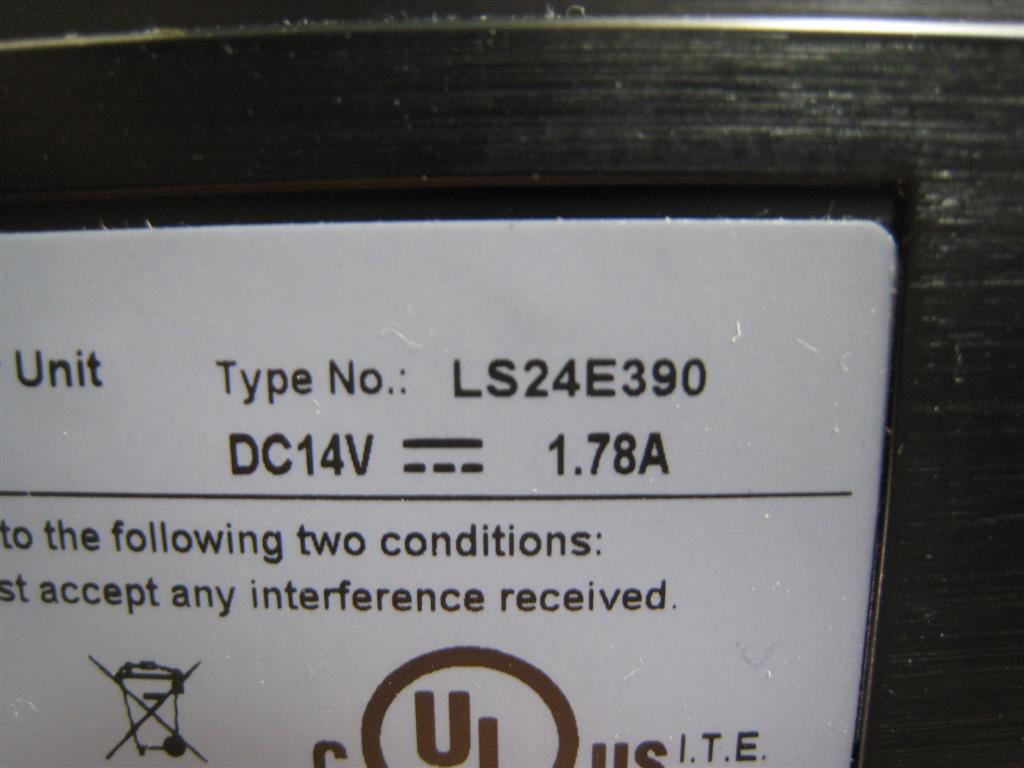 Unit Type No.: LS24E390
DC14V 1.78A
to the following two conditions:
st accept any interference received.
c UL US I.T.E.